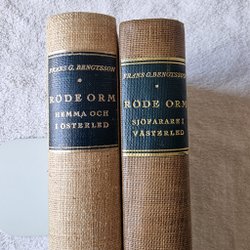 FRANS G. BENGTSSON
RÖDE ORM
HEMMA OCH
I ÖSTERLED
FRANS G. BENGTSSON
RÖDE ORM
SJÖFARARE I
VÄSTERLED